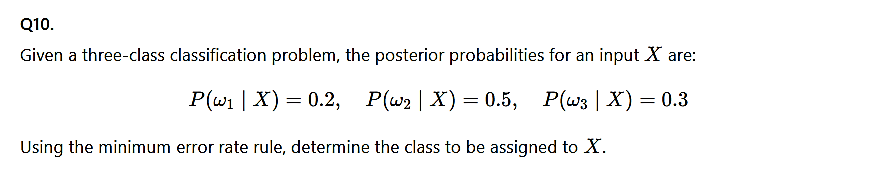 Q10.
Given a three-class classification problem, the posterior probabilities for an input X are:
P(ω₁ | X) = 0.2, P(ω₂ | X) = 0.5, P(ω₃ | X) = 0.3
Using the minimum error rate rule, determine the class to be assigned to X.